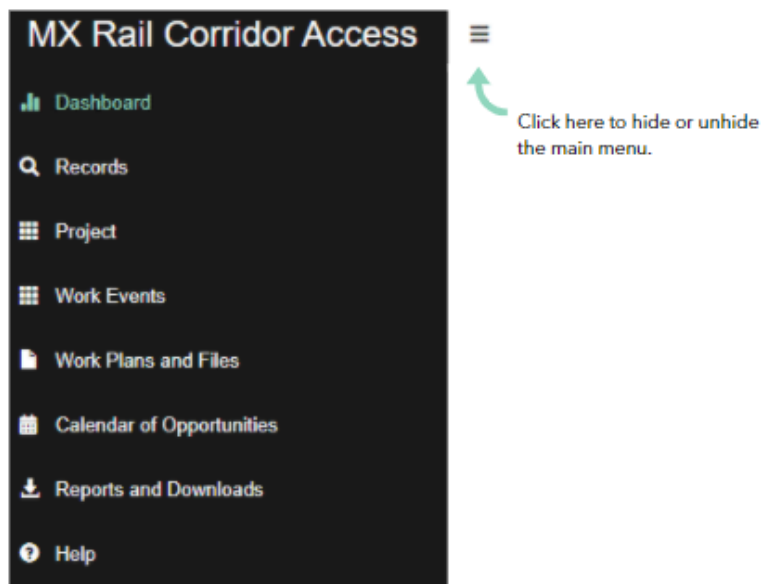 MX Rail Corridor Access
Dashboard
Click here to hide or unhide
the main menu.
Records
Project
Work Events
Work Plans and Files
Calendar of Opportunities
Reports and Downloads
Help